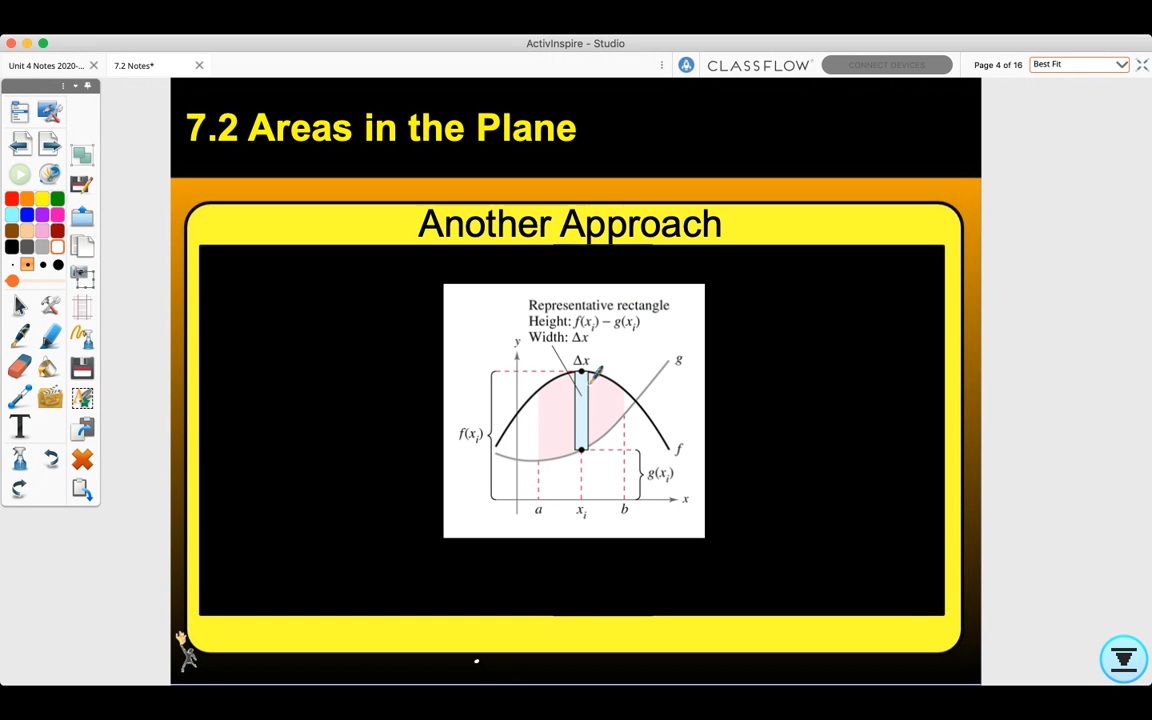 ActivInspire - Studio
Unit 4 Notes 2020-...
7.2 Notes*
CLASSFLOW
CONNECT DEVICES
Page 4 of 16
Best Fit
7.2 Areas in the Plane
Another Approach
Representative rectangle
Height: f(xᵢ) − g(xᵢ)
Width: Δx
y
Δx
g
f(xᵢ)
f
g(xᵢ)
x
a
xᵢ
b
T